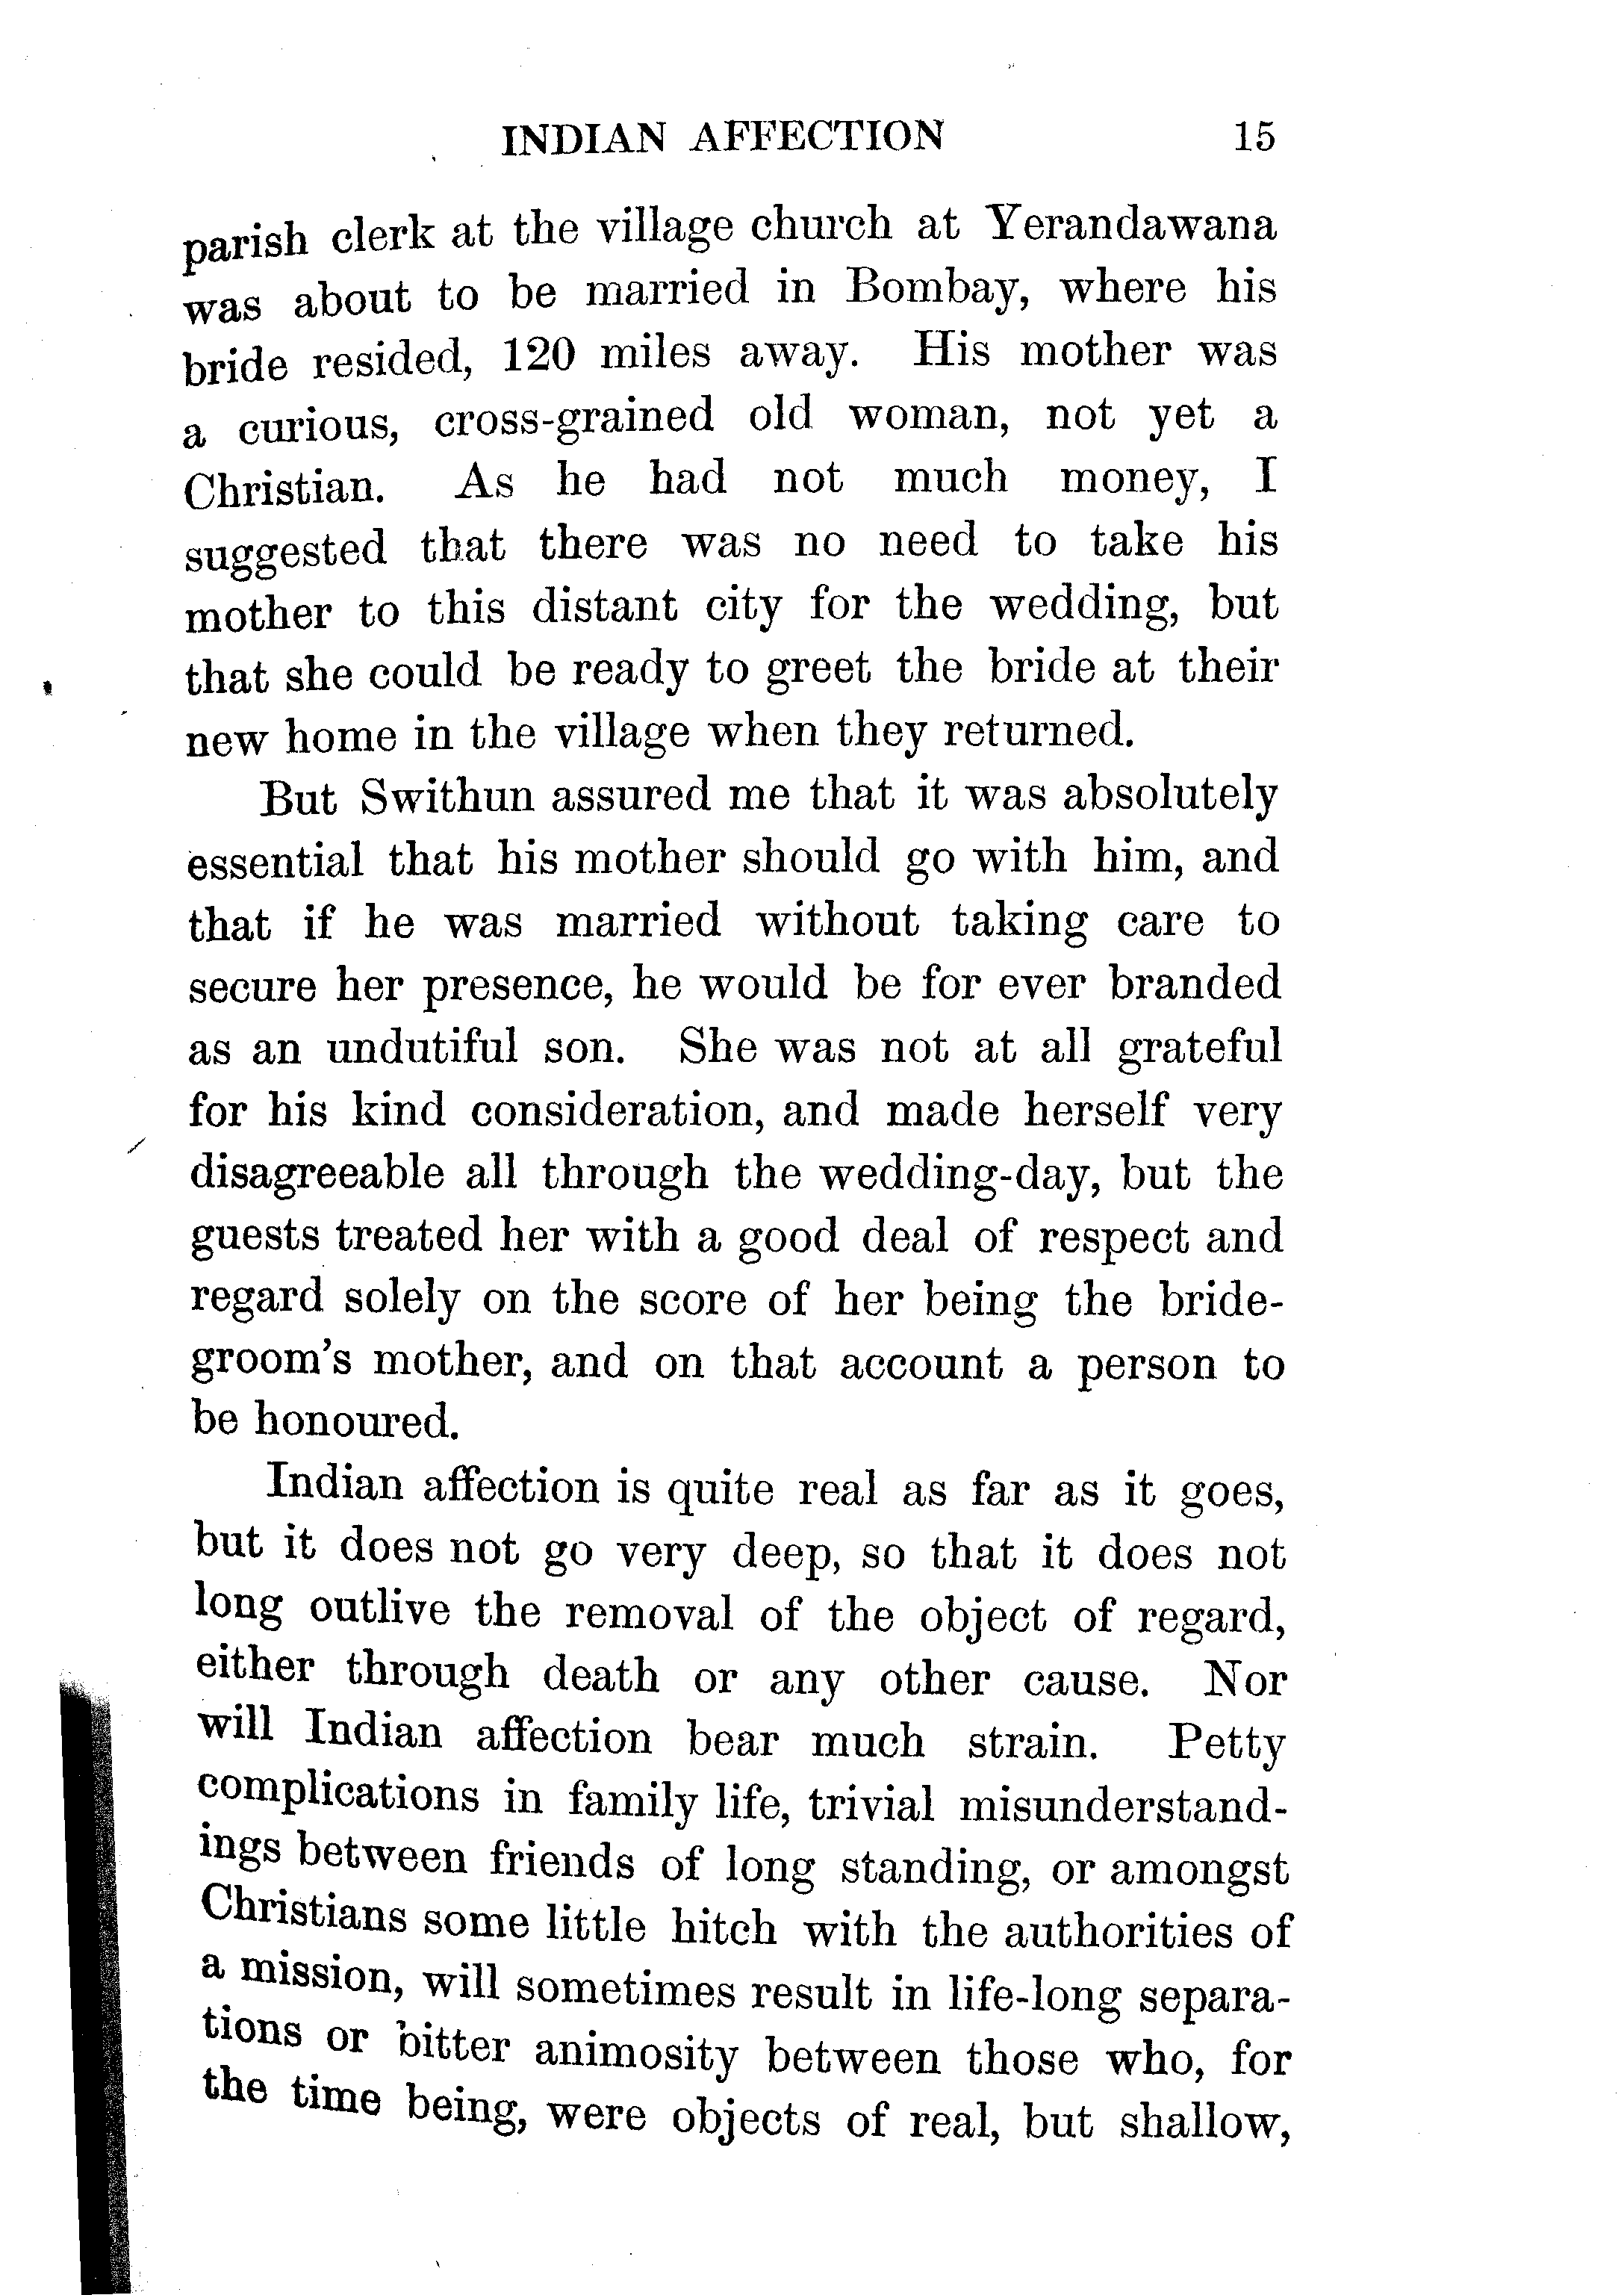 INDIAN AFFECTION 15
parish clerk at the village church at Yerandawana
was about to be married in Bombay, where his
bride resided, 120 miles away. His mother was
a curious, cross-grained old woman, not yet a
Christian. As he had not much money, I
suggested that there was no need to take his
mother to this distant city for the wedding, but
that she could be ready to greet the bride at their
new home in the village when they returned.
But Swithun assured me that it was absolutely
essential that his mother should go with him, and
that if he was married without taking care to
secure her presence, he would be for ever branded
as an undutiful son. She was not at all grateful
for his kind consideration, and made herself very
disagreeable all through the wedding-day, but the
guests treated her with a good deal of respect and
regard solely on the score of her being the bride-
groom's mother, and on that account a person to
be honoured.
Indian affection is quite real as far as it goes,
but it does not go very deep, so that it does not
long outlive the removal of the object of regard,
either through death or any other cause. Nor
will Indian affection bear much strain. Petty
complications in family life, trivial misunderstand-
ings between friends of long standing, or amongst
Christians some little hitch with the authorities of
a mission, will sometimes result in life-long separa-
tions or bitter animosity between those who, for
the time being, were objects of real, but shallow,